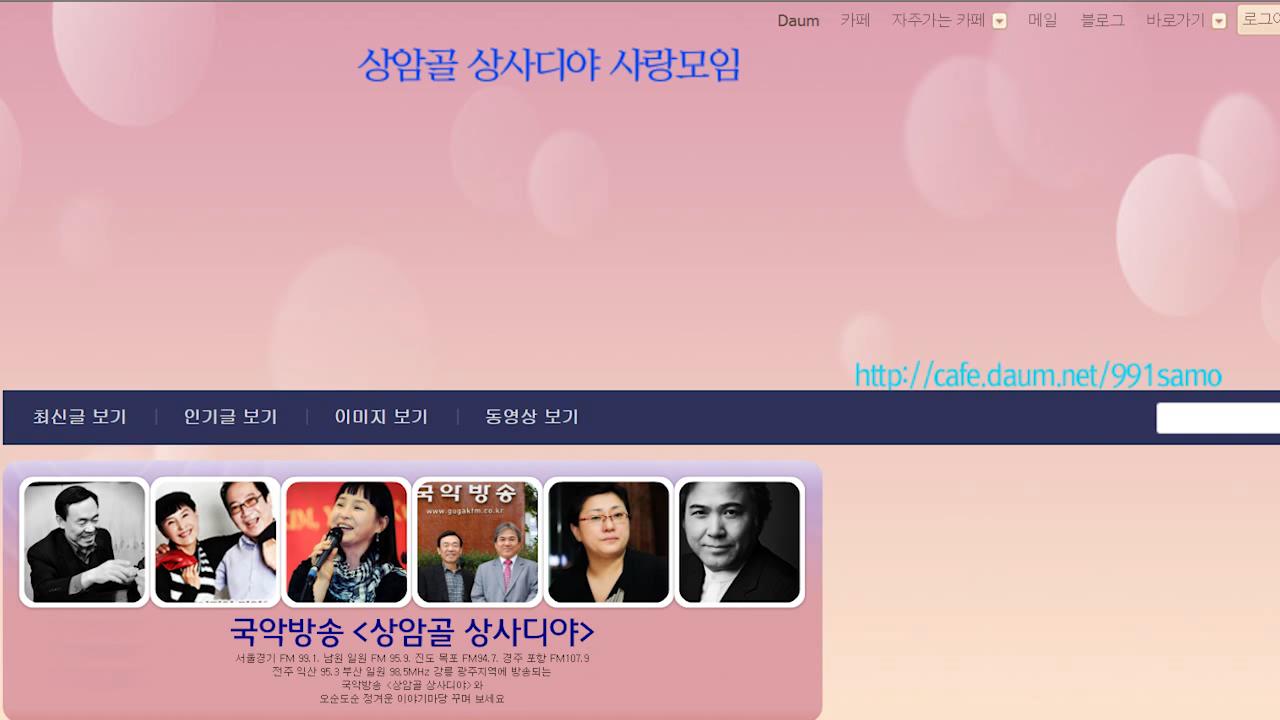 Daum 카페 자주가는 카페 메일 블로그 바로가기
상암골 상사디야 사랑모임
http://cafe.daum.net/991samo
최신글 보기 | 인기글 보기 | 이미지 보기 | 동영상 보기
국악방송
www.gugakfm.co.kr
국악방송 <상암골 상사디야>
서울경기 FM 99.1. 남원 일원 FM 95.9. 진도 목포 FM94.7. 경주 포항 FM107.9
전주 익산 95.3 부산 일원 98.5MHz 강릉 광주지역에 방송되는
국악방송 <상암골 상사디야>와
오순도순 정겨운 이야기마당 꾸며 보세요